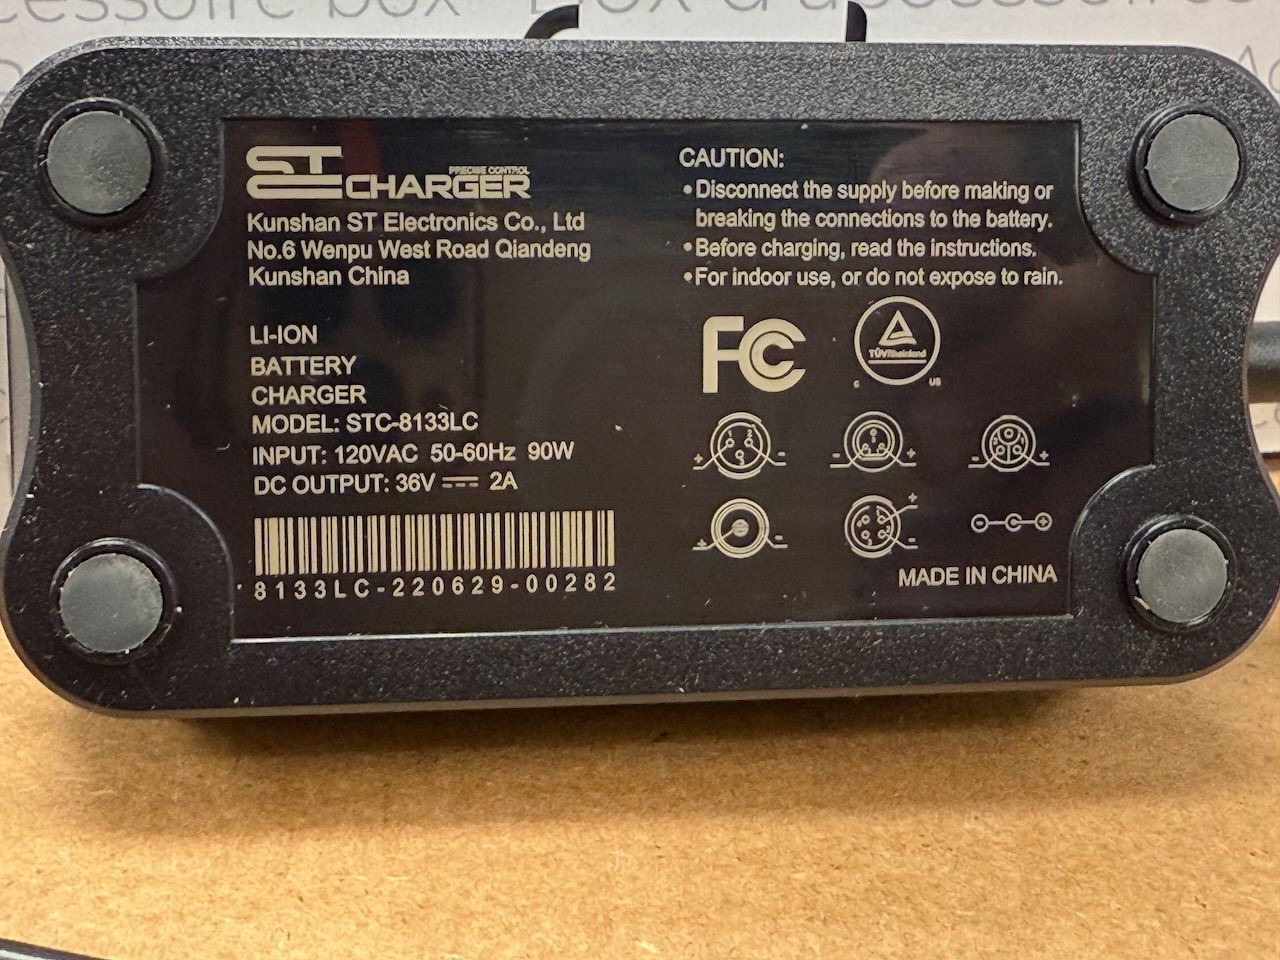 cessoire box
PRECISE CONTROL
ST CHARGER
Kunshan ST Electronics Co., Ltd
No.6 Wenpu West Road Qiandeng
Kunshan China
LI-ION
BATTERY
CHARGER
MODEL: STC-8133LC
INPUT: 120VAC 50-60Hz 90W
DC OUTPUT: 36V 2A
8133LC-220629-00282
CAUTION:
•Disconnect the supply before making or
breaking the connections to the battery.
•Before charging, read the instructions.
•For indoor use, or do not expose to rain.
FC
TÜVRheinland
C US
- +
- +
+ -
+ -
+
-
- +
MADE IN CHINA